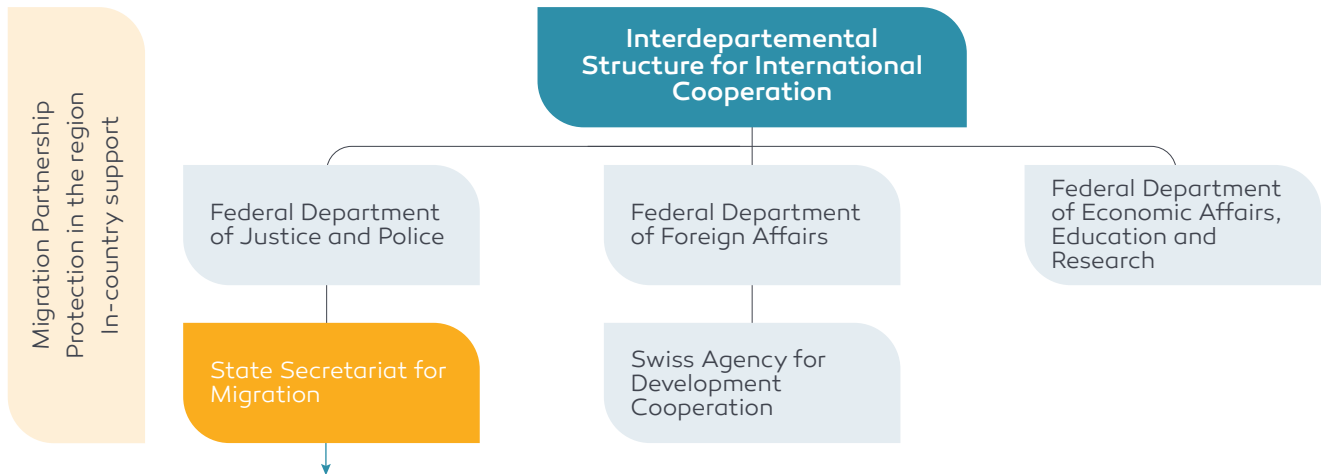 Migration Partnership
Protection in the region
In-country support
Interdepartemental
Structure for International
Cooperation
Federal Department
of Justice and Police
Federal Department
of Foreign Affairs
Federal Department
of Economic Affairs,
Education and
Research
State Secretariat for
Migration
Swiss Agency for
Development
Cooperation